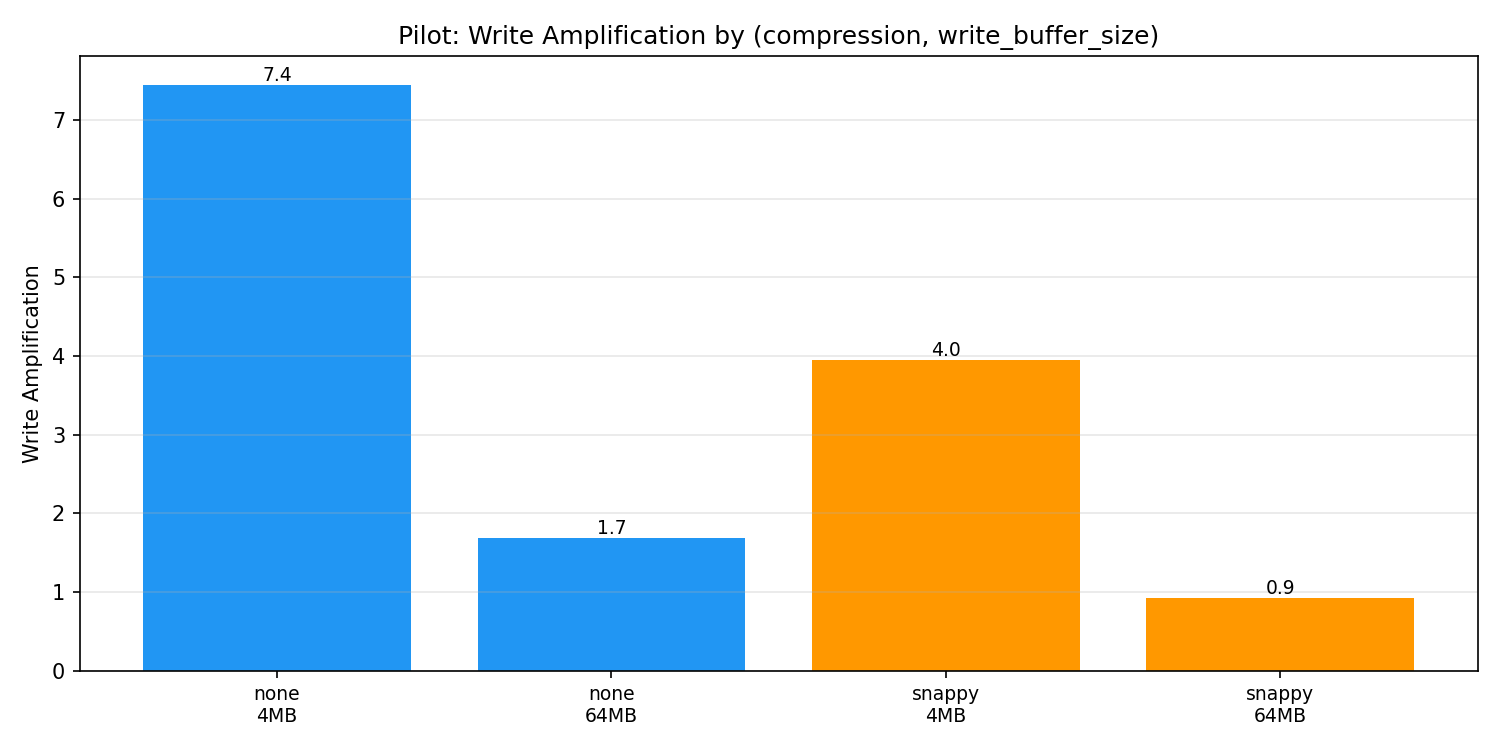 Pilot: Write Amplification by (compression, write_buffer_size)
Write Amplification
7
6
5
4
3
2
1
0
7.4
1.7
4.0
0.9
none
4MB
none
64MB
snappy
4MB
snappy
64MB